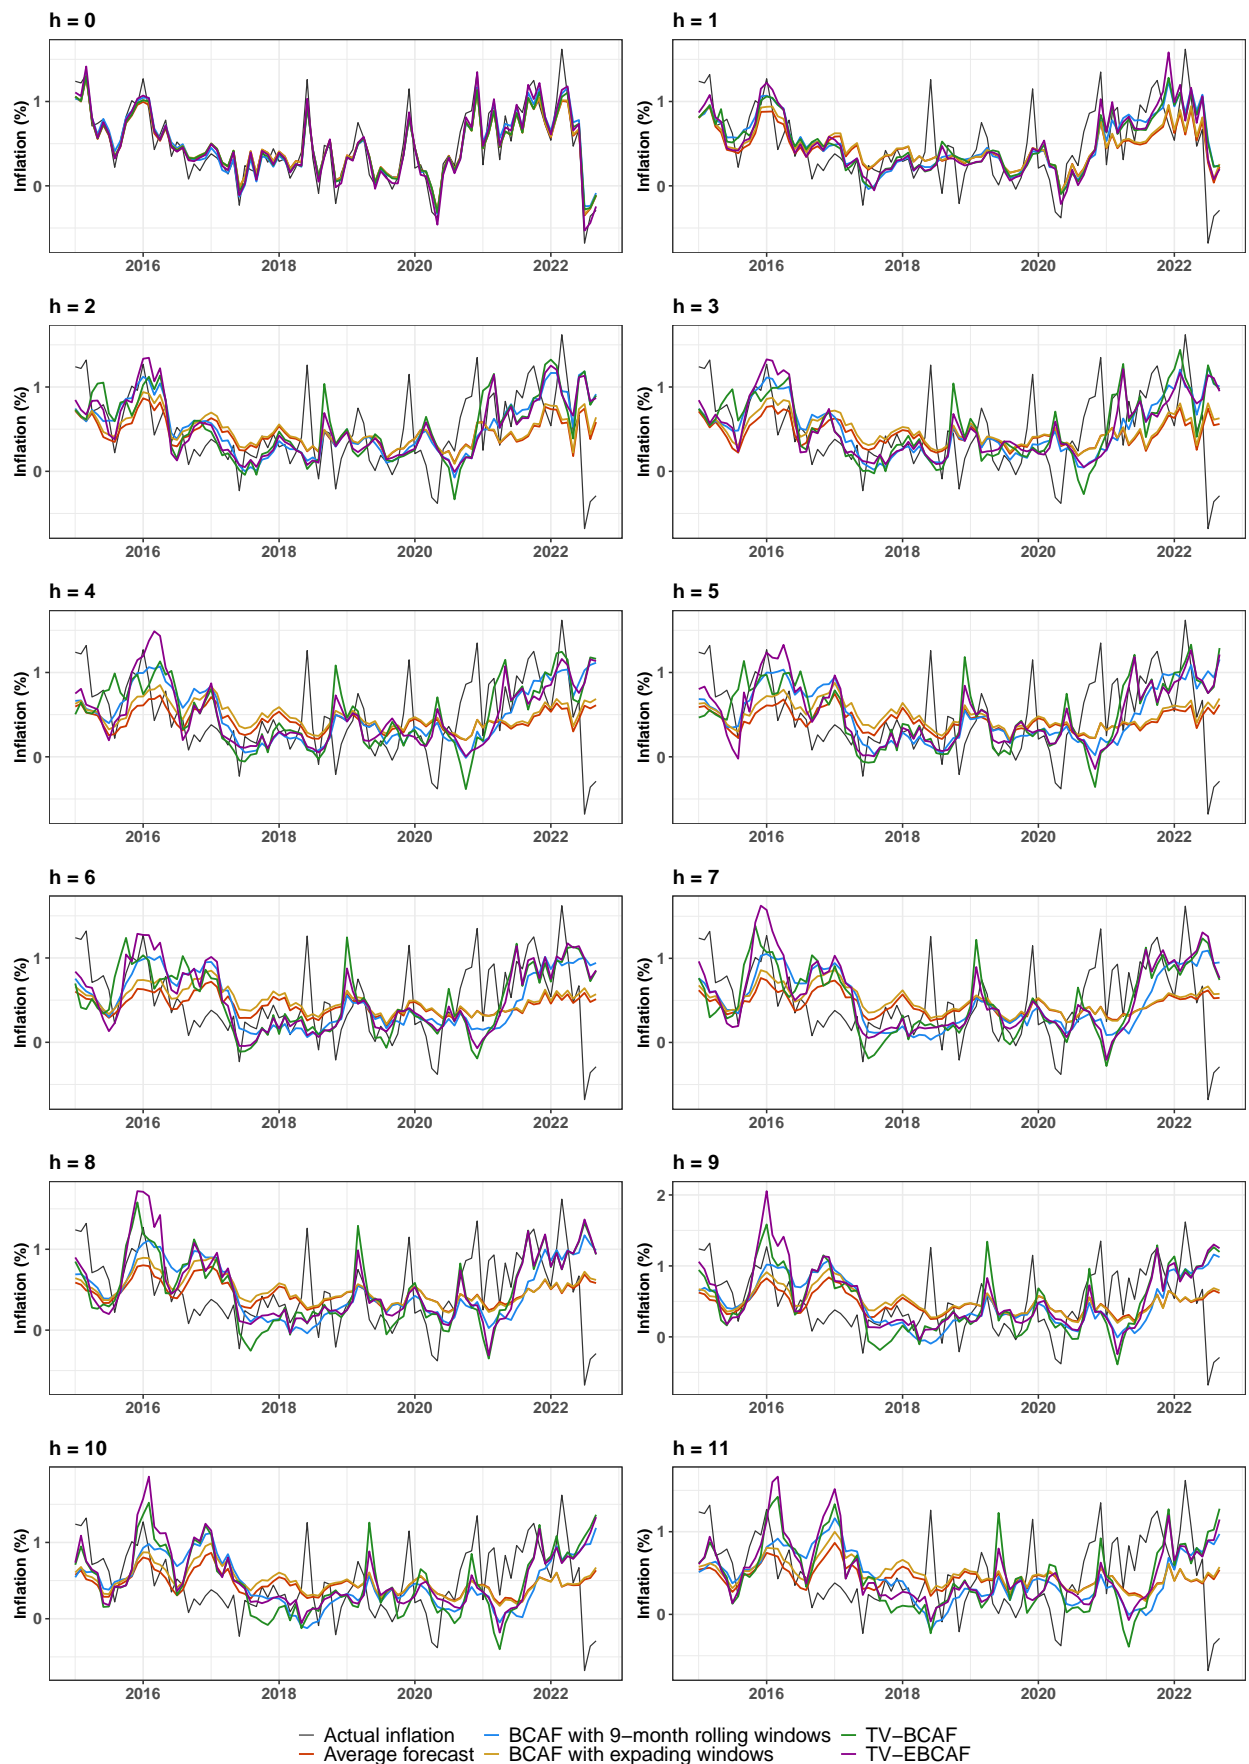 h = 0
h = 1
Inflation (%)
1
0
2016 2018 2020 2022
Inflation (%)
1
0
2016 2018 2020 2022
h = 2
h = 3
Inflation (%)
1
0
2016 2018 2020 2022
Inflation (%)
1
0
2016 2018 2020 2022
h = 4
h = 5
Inflation (%)
1
0
2016 2018 2020 2022
Inflation (%)
1
0
2016 2018 2020 2022
h = 6
h = 7
Inflation (%)
1
0
2016 2018 2020 2022
Inflation (%)
1
0
2016 2018 2020 2022
h = 8
h = 9
Inflation (%)
1
0
2016 2018 2020 2022
Inflation (%)
2
1
0
2016 2018 2020 2022
h = 10
h = 11
Inflation (%)
1
0
2016 2018 2020 2022
Inflation (%)
1
0
2016 2018 2020 2022
Actual inflation BCAF with 9−month rolling windows TV−BCAF
Average forecast BCAF with expading windows TV−EBCAF